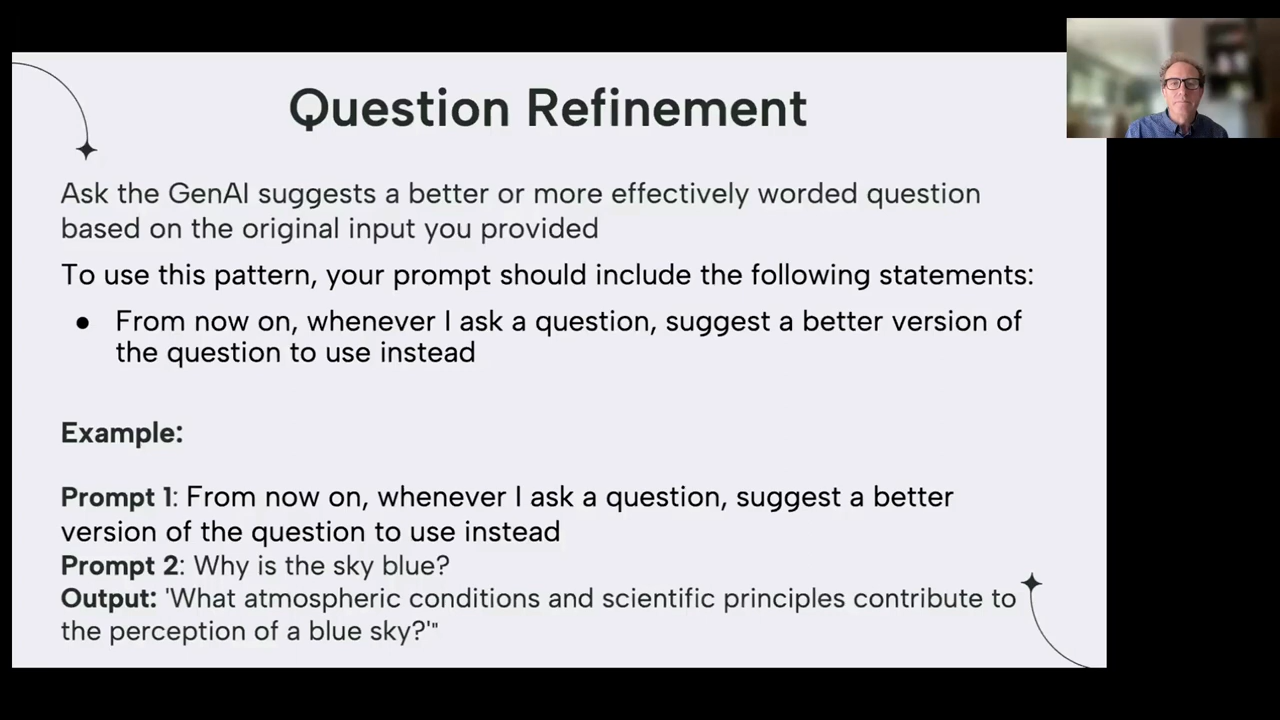 Question Refinement
Ask the GenAI suggests a better or more effectively worded question
based on the original input you provided
To use this pattern, your prompt should include the following statements:
● From now on, whenever I ask a question, suggest a better version of
the question to use instead
Example:
Prompt 1: From now on, whenever I ask a question, suggest a better
version of the question to use instead
Prompt 2: Why is the sky blue?
Output: 'What atmospheric conditions and scientific principles contribute to
the perception of a blue sky?'"